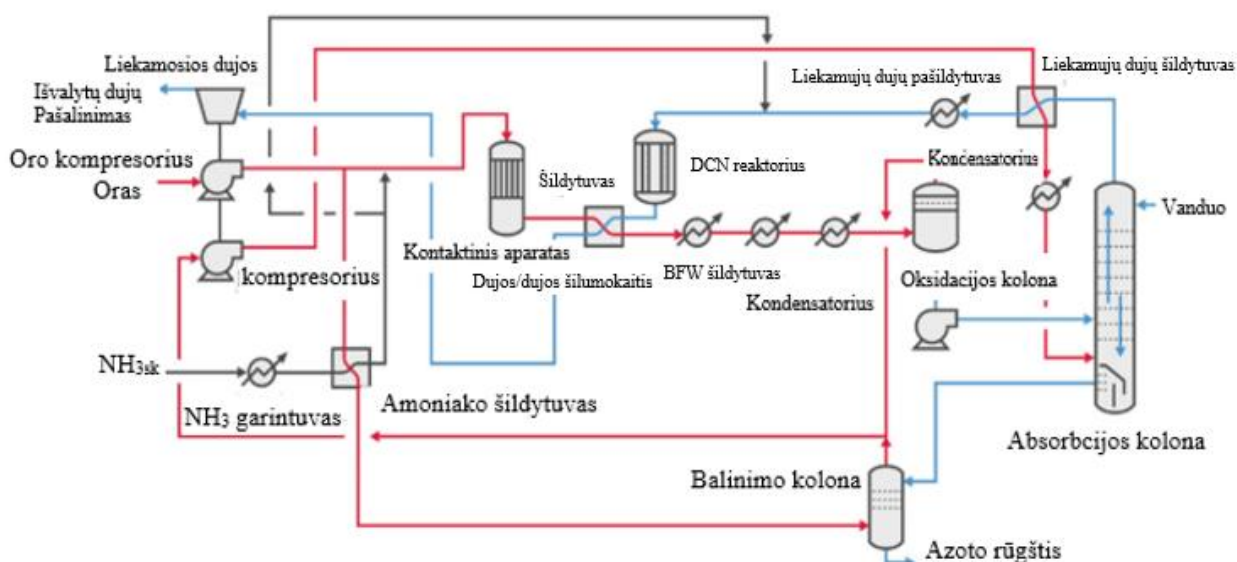 Liekamosios dujos
Išvalytų dujų
Pašalinimas
Oro kompresorius
Oras
kompresorius
NH3sk
NH3 garintuvas
Amoniako šildytuvas
Kontaktinis aparatas
Šildytuvas
Dujos/dujos šilumokaitis
DCN reaktorius
BFW šildytuvas
Kondensatorius
Liekamujų dujų pašildytuvas
Liekamujų dujų šildytuvas
Kondensatorius
Oksidacijos kolona
Vanduo
Absorbcijos kolona
Balinimo kolona
Azoto rūgštis